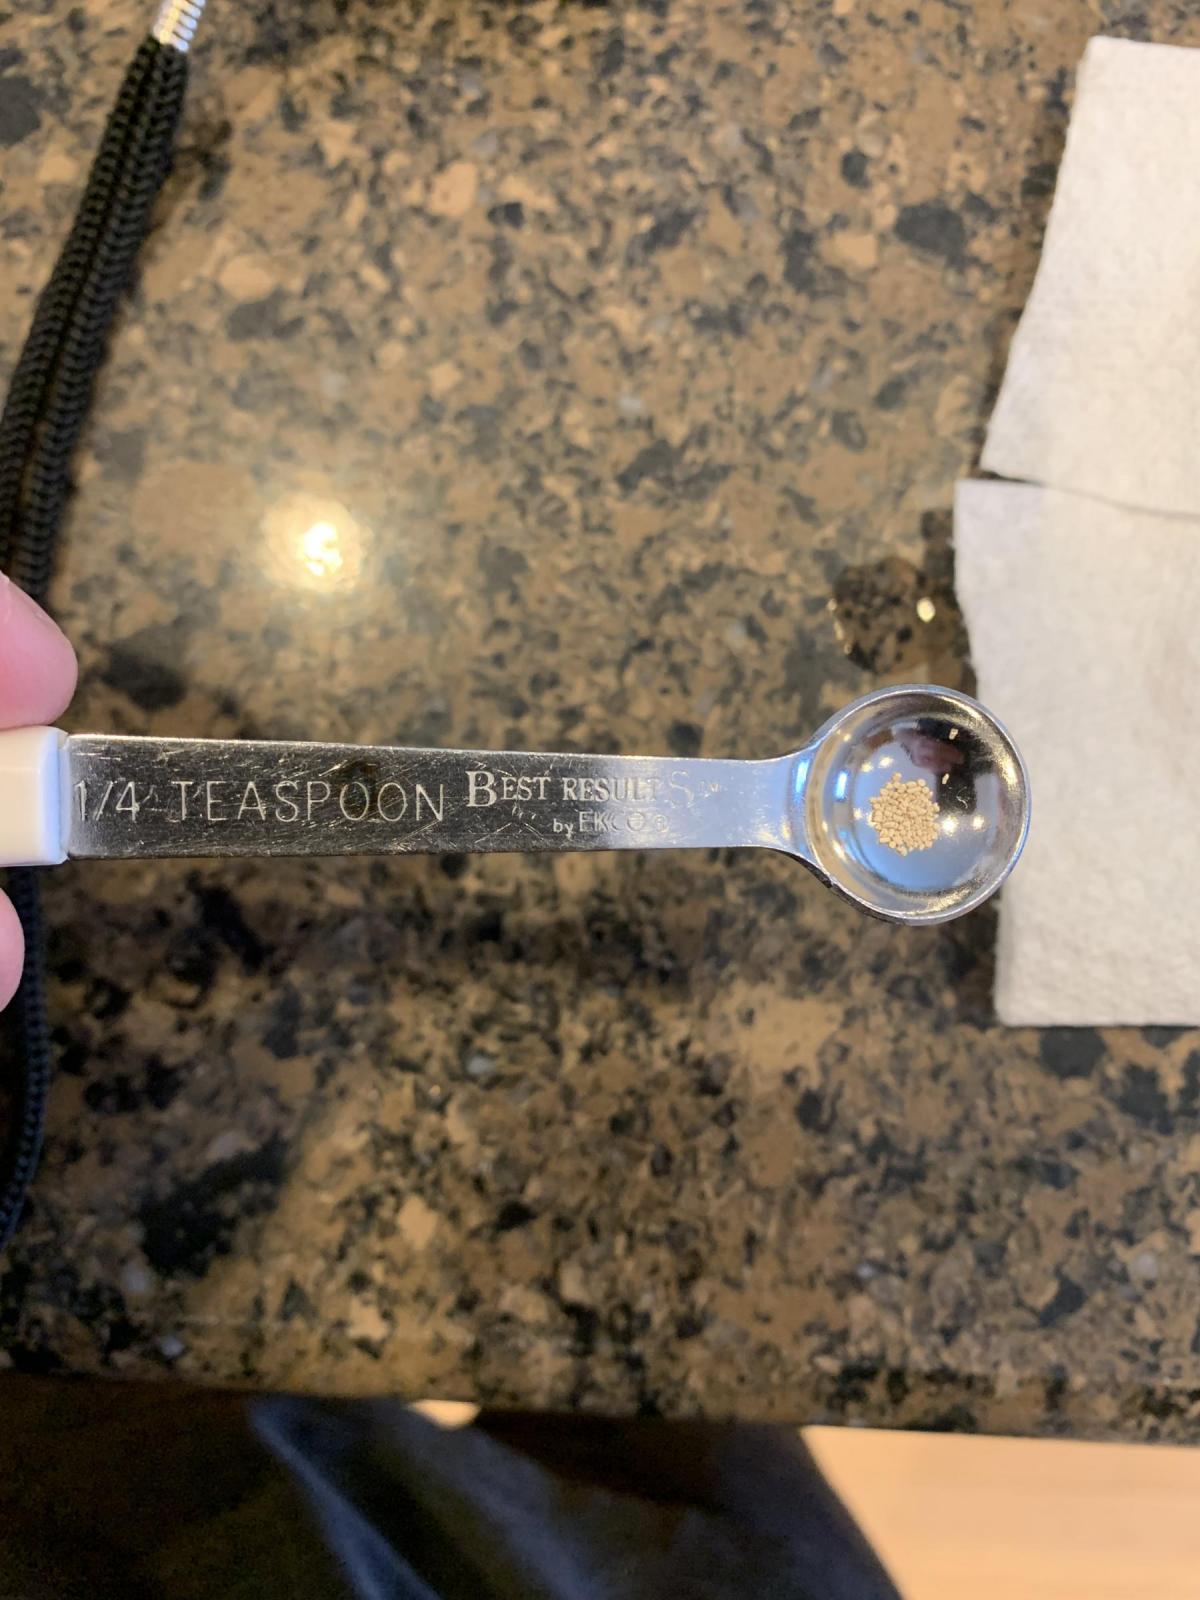 1/4 TEASPOON
BEST RESULTS
by EKCO ®